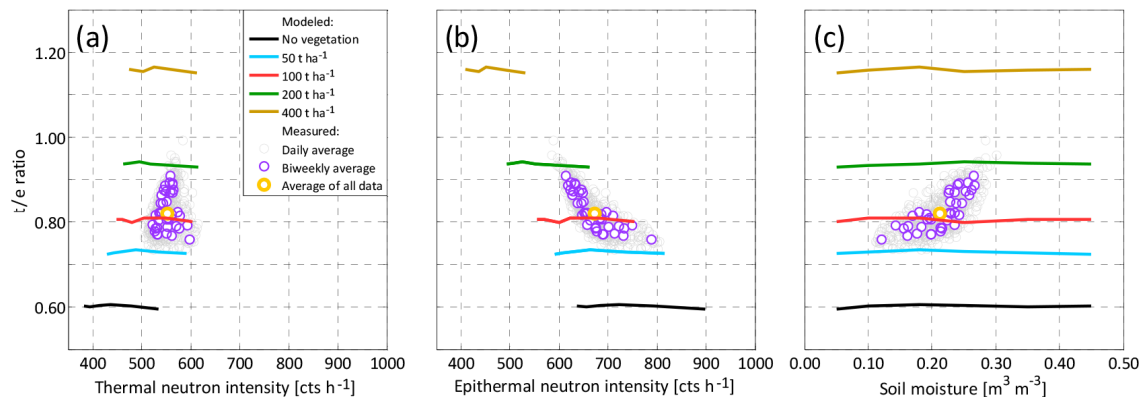 (a)
(b)
(c)
Modeled:
No vegetation
50 t ha⁻¹
100 t ha⁻¹
200 t ha⁻¹
400 t ha⁻¹
Measured:
Daily average
Biweekly average
Average of all data
t/e ratio
1.20
1.00
0.80
0.60
400 500 600 700 800 900 1000
Thermal neutron intensity [cts h⁻¹]
400 500 600 700 800 900 1000
Epithermal neutron intensity [cts h⁻¹]
0.00 0.10 0.20 0.30 0.40 0.50
Soil moisture [m³ m⁻³]